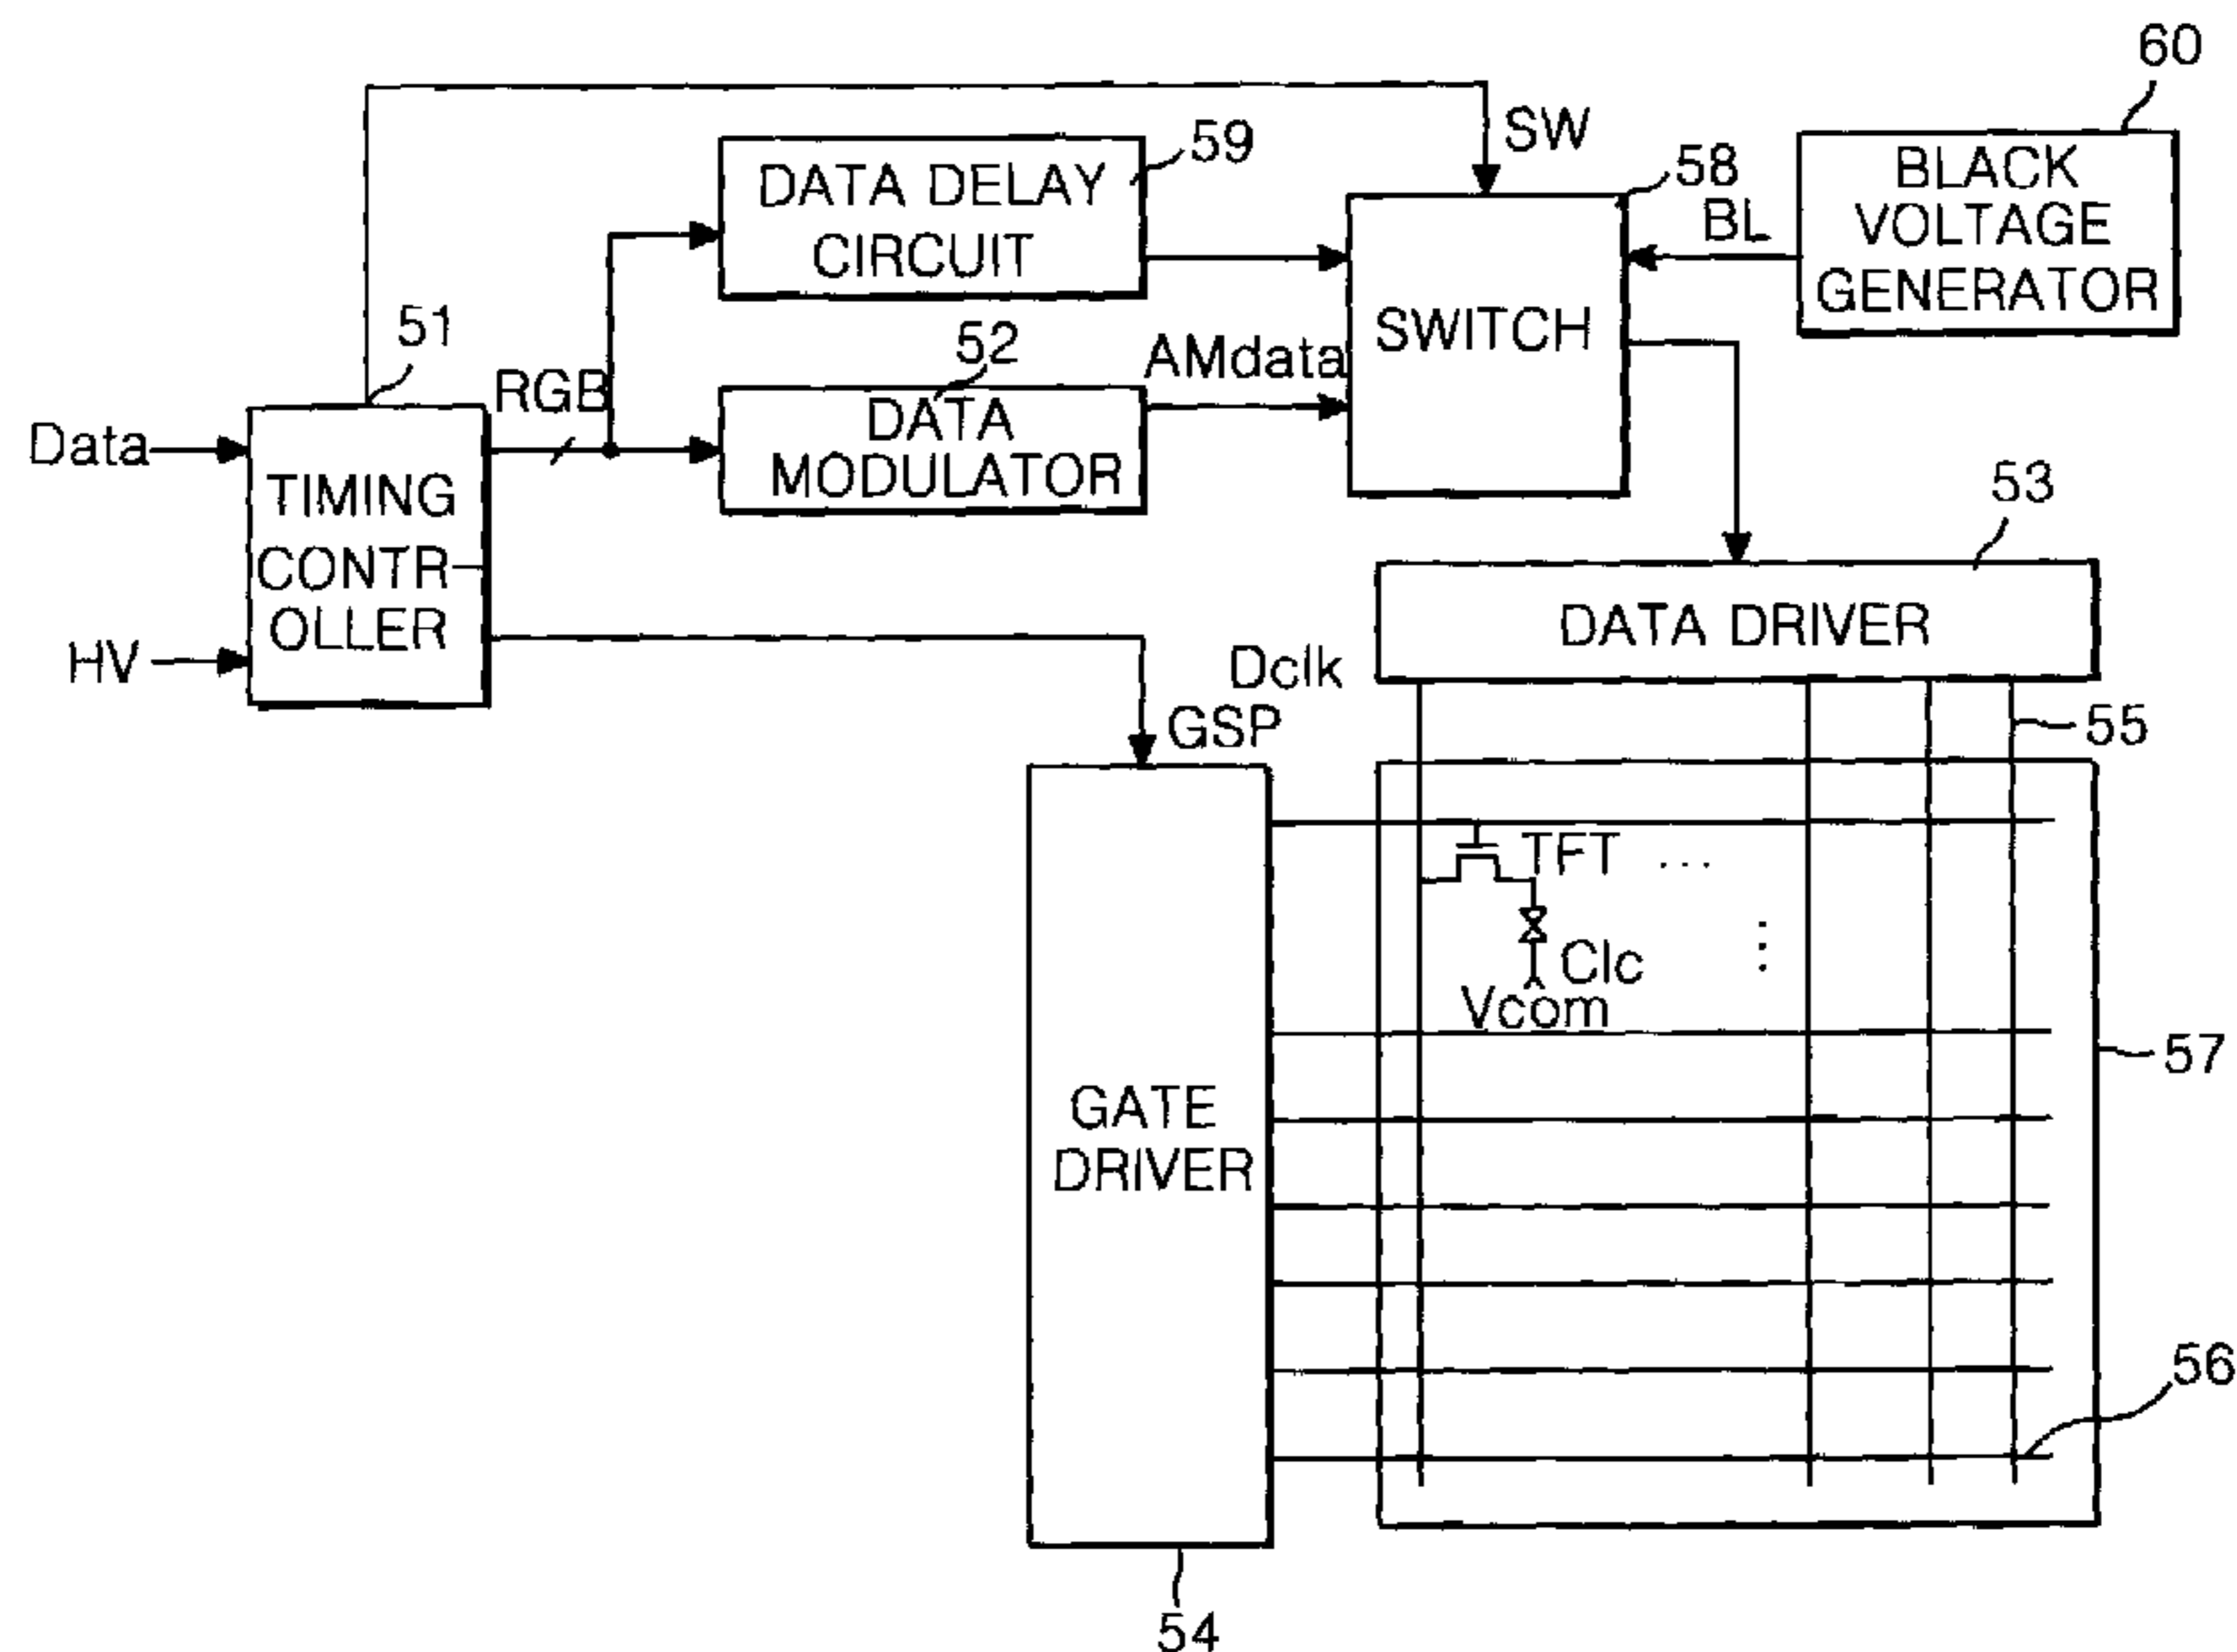 60
SW
59
DATA DELAY
CIRCUIT
58
BL
BLACK
VOLTAGE
GENERATOR
51
RGB
52
DATA
MODULATOR
AMdata
SWITCH
Data
TIMING
CONTR-
OLLER
HV
53
DATA DRIVER
Dclk
GSP
55
TFT ...
Clc
Vcom
57
GATE
DRIVER
56
54